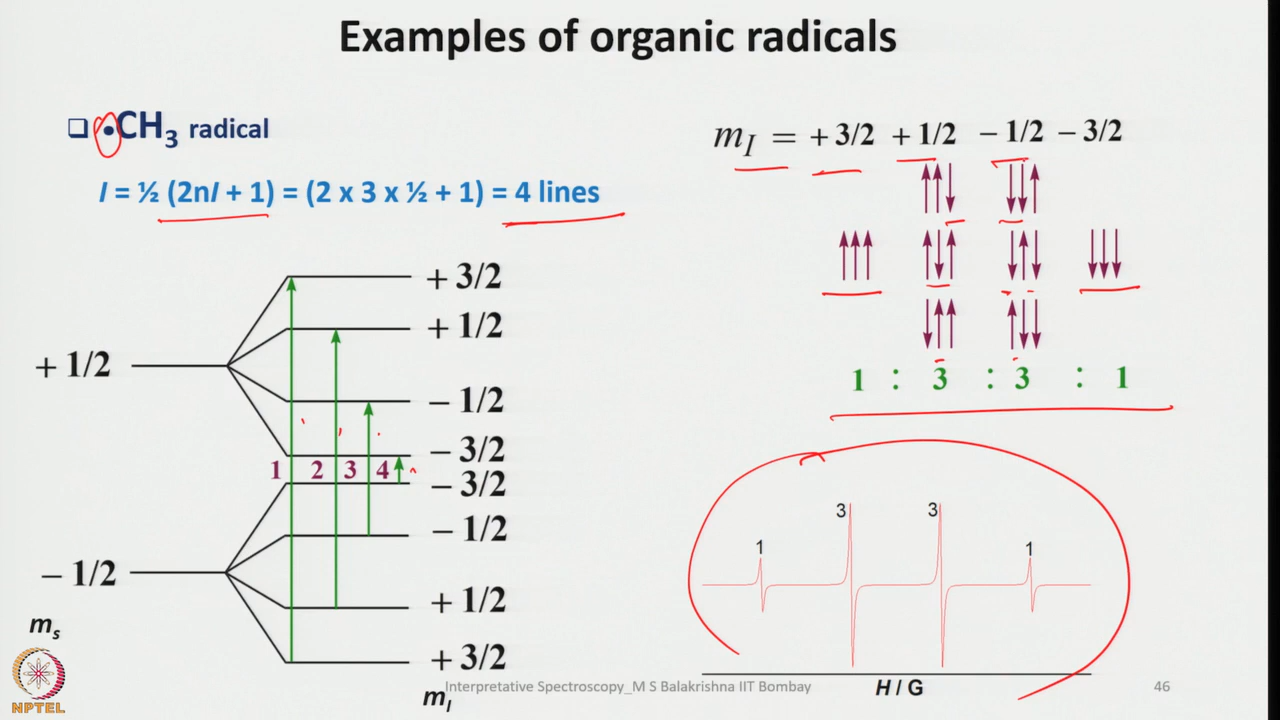 Examples of organic radicals
•CH3 radical
I = ½ (2nI + 1) = (2 x 3 x ½ + 1) = 4 lines
mI = + 3/2 + 1/2 − 1/2 − 3/2
1 : 3 : 3 : 1
+ 3/2
+ 1/2
+ 1/2
− 1/2
− 3/2
1 2 3 4
− 3/2
− 1/2
− 1/2
+ 1/2
+ 3/2
ms
mI
1 3 3 1
H / G
Interpretative Spectroscopy_M S Balakrishna IIT Bombay
46
NPTEL